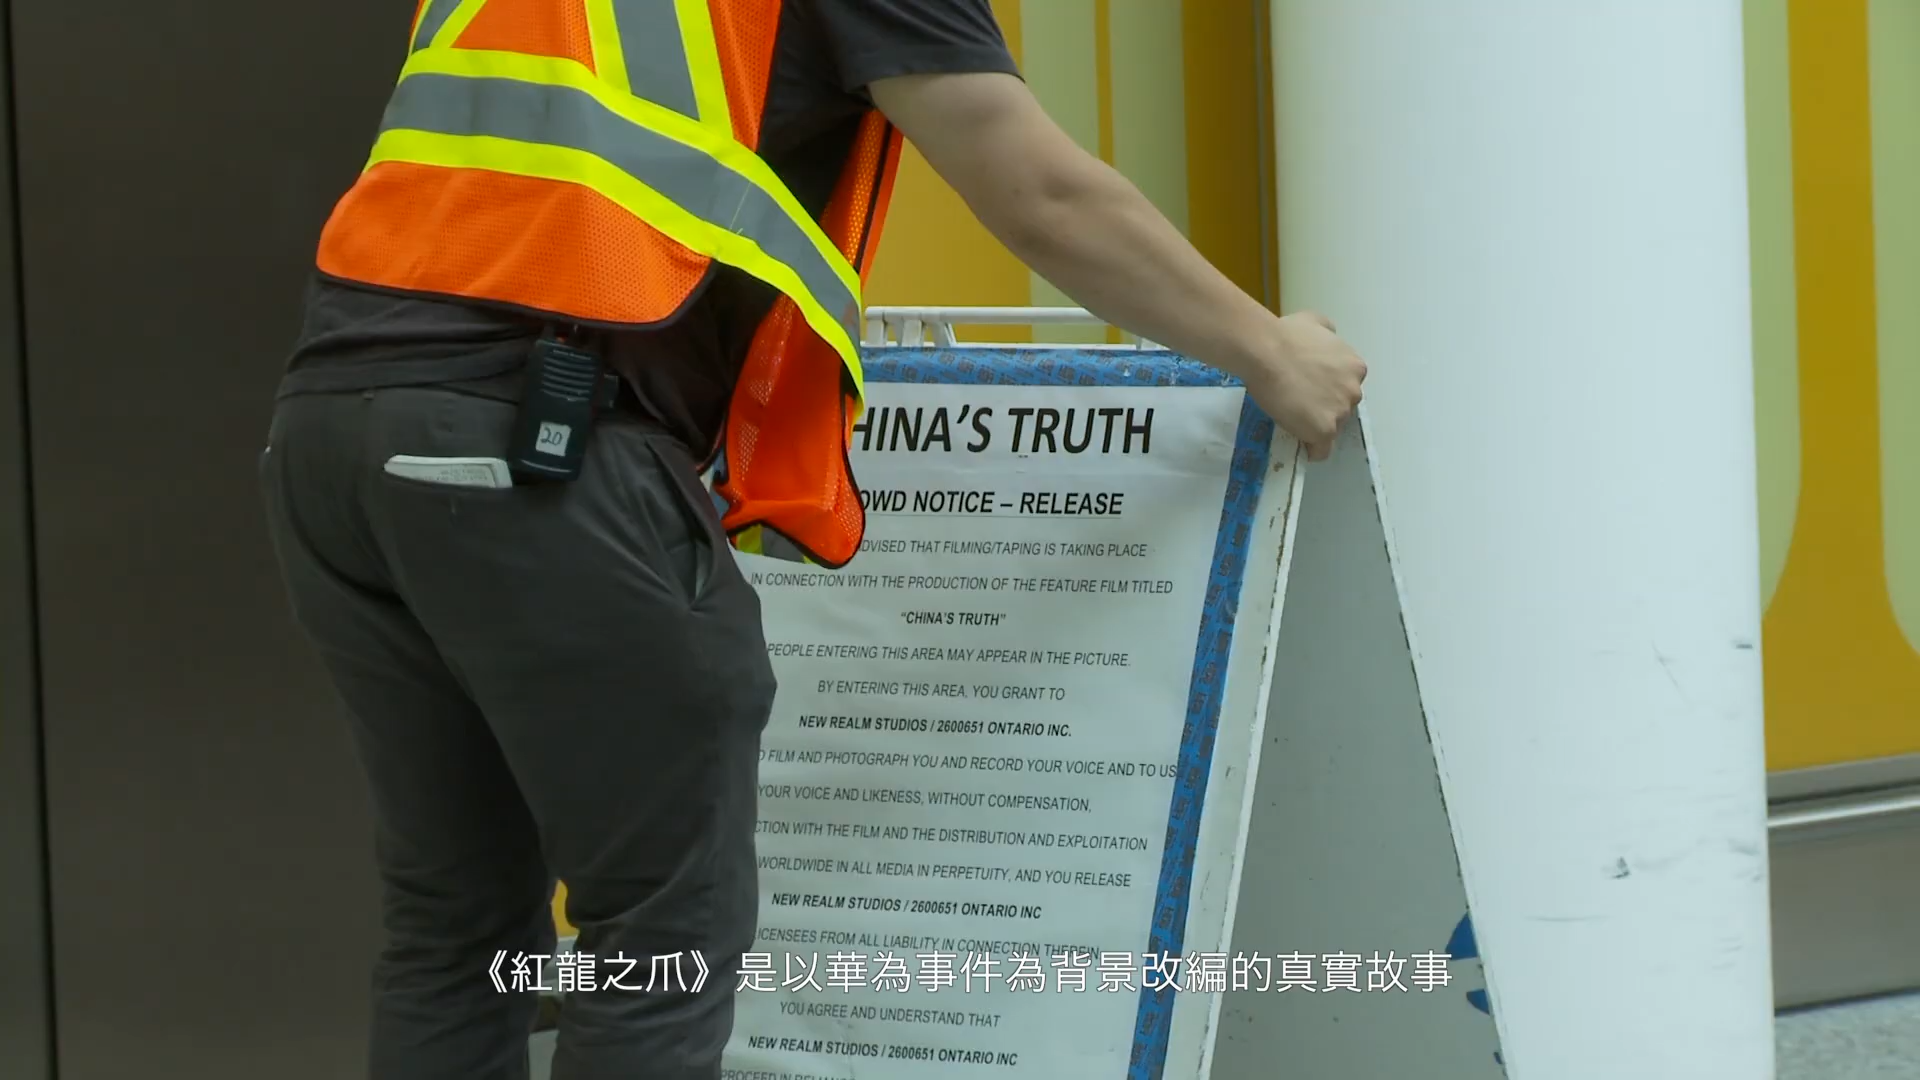 20
HINA'S TRUTH
OWD NOTICE – RELEASE
DVISED THAT FILMING/TAPING IS TAKING PLACE
IN CONNECTION WITH THE PRODUCTION OF THE FEATURE FILM TITLED
"CHINA'S TRUTH"
PEOPLE ENTERING THIS AREA MAY APPEAR IN THE PICTURE.
BY ENTERING THIS AREA, YOU GRANT TO
NEW REALM STUDIOS / 2600651 ONTARIO INC.
FILM AND PHOTOGRAPH YOU AND RECORD YOUR VOICE AND TO US
YOUR VOICE AND LIKENESS, WITHOUT COMPENSATION,
CTION WITH THE FILM AND THE DISTRIBUTION AND EXPLOITATION
WORLDWIDE IN ALL MEDIA IN PERPETUITY, AND YOU RELEASE
NEW REALM STUDIOS / 2600651 ONTARIO INC
ICENSEES FROM ALL LIABILITY IN CONNECTION THEREIN
《紅龍之爪》是以華為事件為背景改編的真實故事
YOU AGREE AND UNDERSTAND THAT
NEW REALM STUDIOS / 2600651 ONTARIO INC